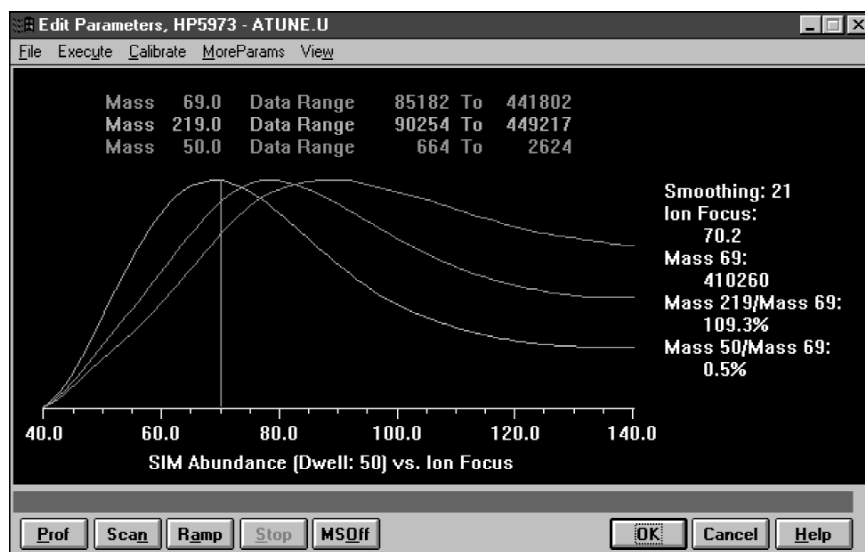 Edit Parameters, HP5973 - ATUNE.U
File Execute Calibrate MoreParams View
Mass 69.0 Data Range 85182 To 441802
Mass 219.0 Data Range 90254 To 449217
Mass 50.0 Data Range 664 To 2624
Smoothing: 21
Ion Focus:
70.2
Mass 69:
410260
Mass 219/Mass 69:
109.3%
Mass 50/Mass 69:
0.5%
40.0 60.0 80.0 100.0 120.0 140.0
SIM Abundance (Dwell: 50) vs. Ion Focus
Prof Scan Ramp Stop MSOff OK Cancel Help